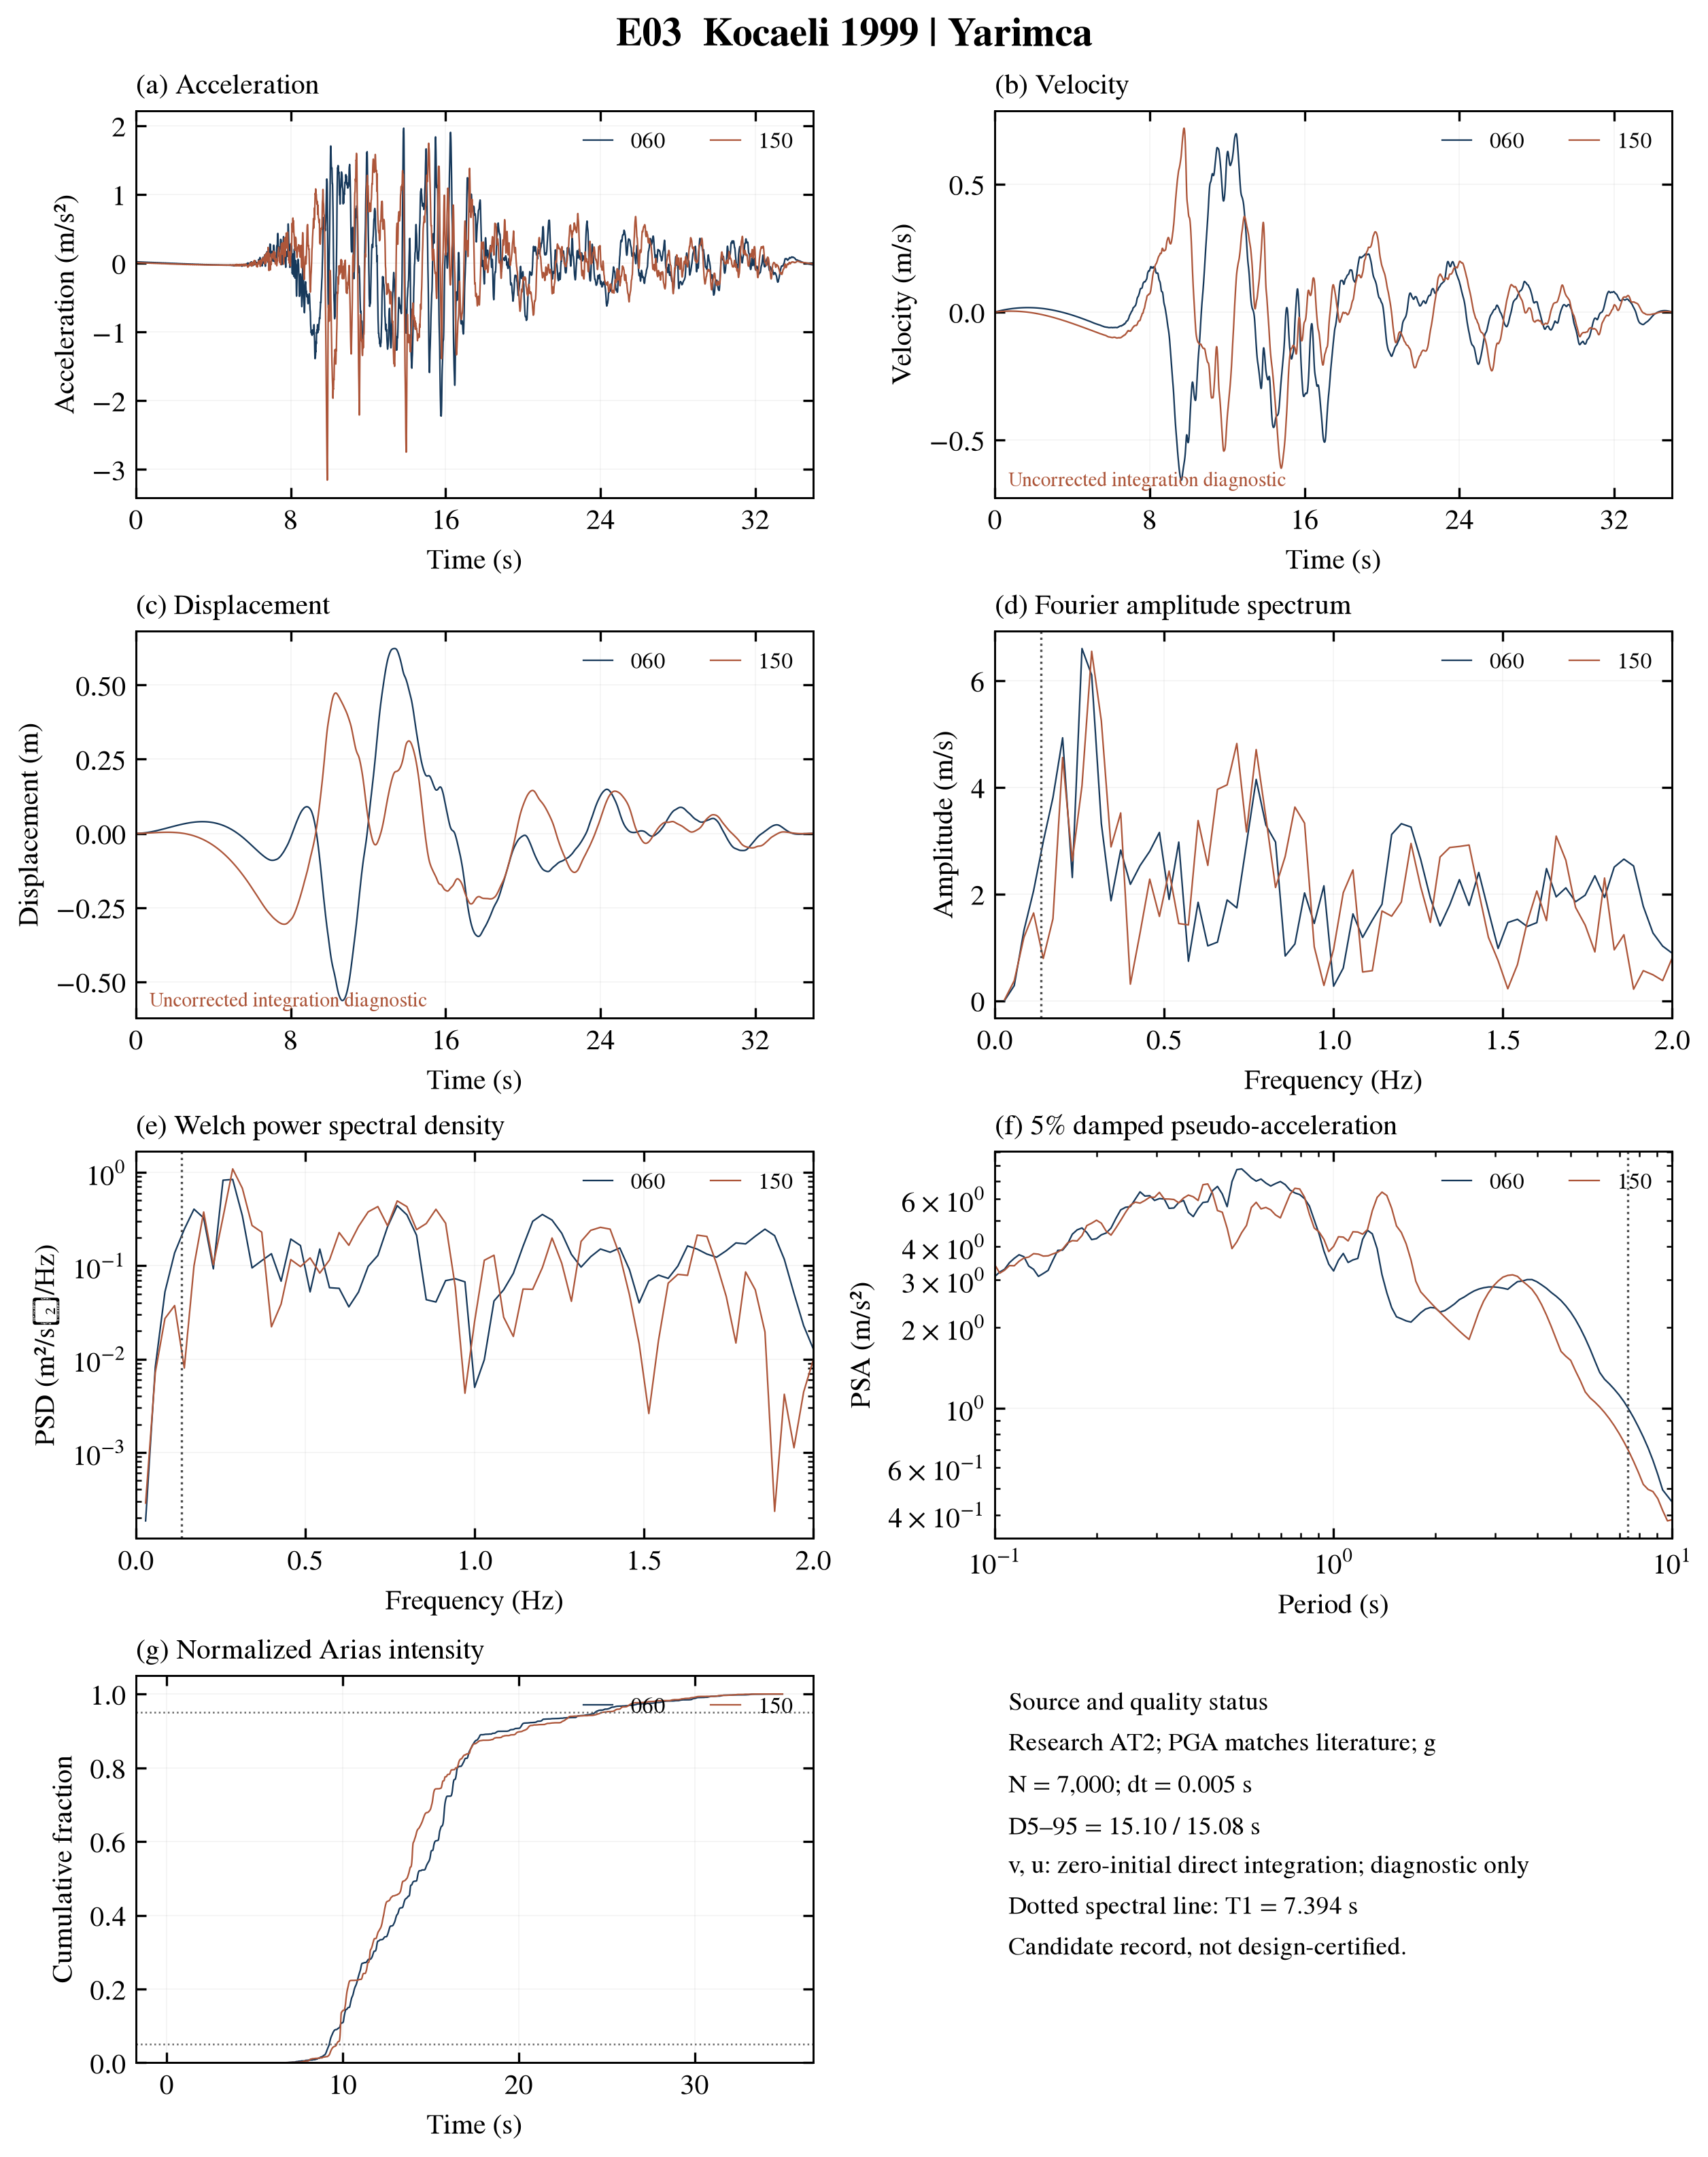 E03  Kocaeli 1999 | Yarimca
(a) Acceleration
060
150
2
1
0
−1
−2
−3
Acceleration (m/s²)
0
8
16
24
32
Time (s)
(b) Velocity
060
150
0.5
0.0
−0.5
Velocity (m/s)
Uncorrected integration diagnostic
0
8
16
24
32
Time (s)
(c) Displacement
060
150
0.50
0.25
0.00
−0.25
−0.50
Displacement (m)
Uncorrected integration diagnostic
0
8
16
24
32
Time (s)
(d) Fourier amplitude spectrum
060
150
6
4
2
0
Amplitude (m/s)
0.0
0.5
1.0
1.5
2.0
Frequency (Hz)
(e) Welch power spectral density
060
150
10⁰
10⁻¹
10⁻²
10⁻³
PSD (m²/s /Hz)
0.0
0.5
1.0
1.5
2.0
Frequency (Hz)
(f) 5% damped pseudo-acceleration
060
150
6 × 10⁰
4 × 10⁰
3 × 10⁰
2 × 10⁰
10⁰
6 × 10⁻¹
4 × 10⁻¹
PSA (m/s²)
10⁻¹
10⁰
10¹
Period (s)
(g) Normalized Arias intensity
060
150
1.0
0.8
0.6
0.4
0.2
0.0
Cumulative fraction
0
10
20
30
Time (s)
Source and quality status
Research AT2; PGA matches literature; g
N = 7,000; dt = 0.005 s
D5–95 = 15.10 / 15.08 s
v, u: zero-initial direct integration; diagnostic only
Dotted spectral line: T1 = 7.394 s
Candidate record, not design-certified.